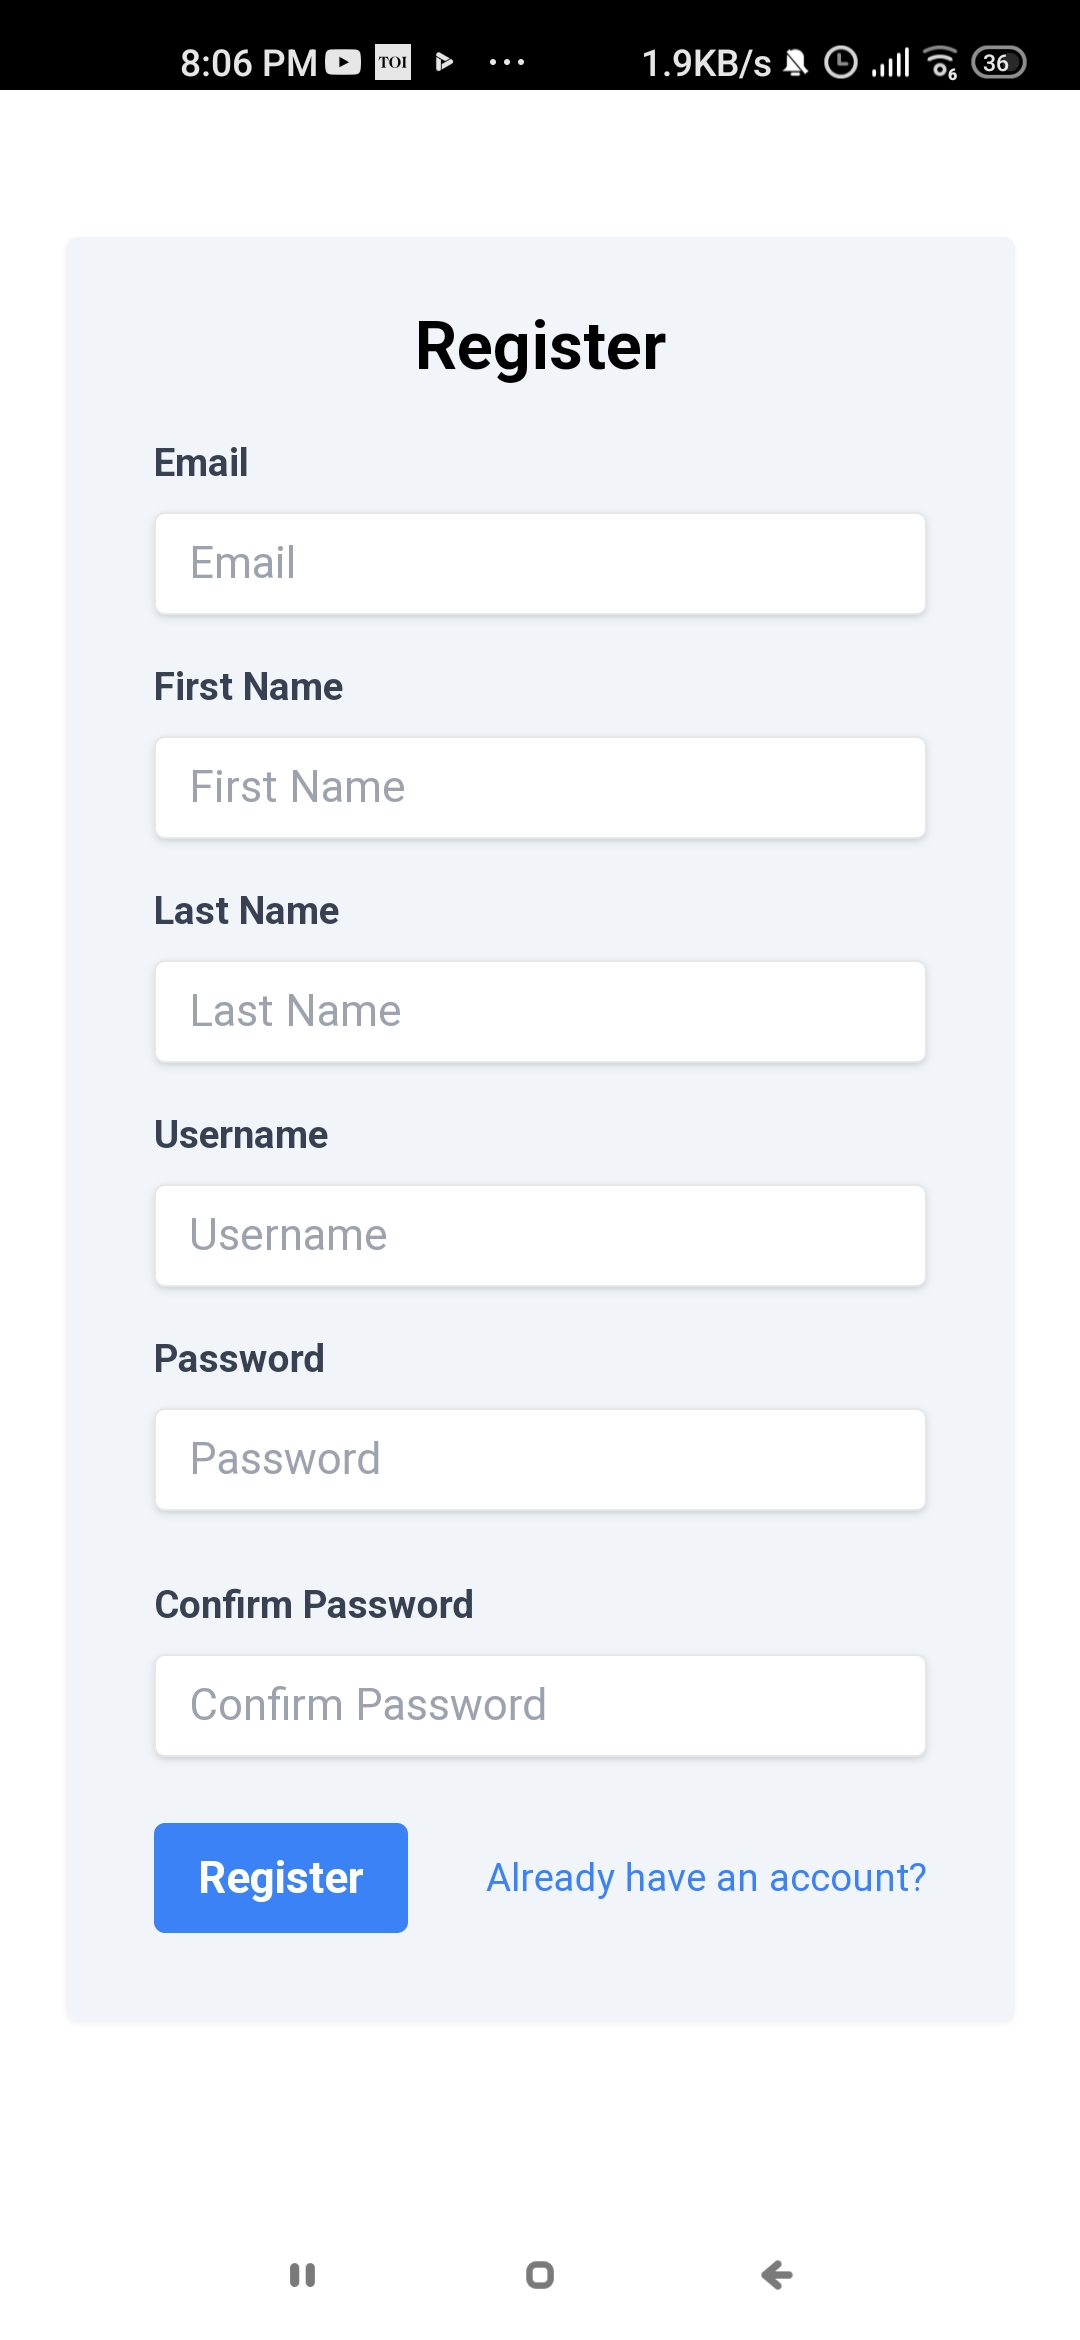 8:06 PM TOI ... 1.9KB/s 6 36
Register
Email
Email
First Name
First Name
Last Name
Last Name
Username
Username
Password
Password
Confirm Password
Confirm Password
Register Already have an account?